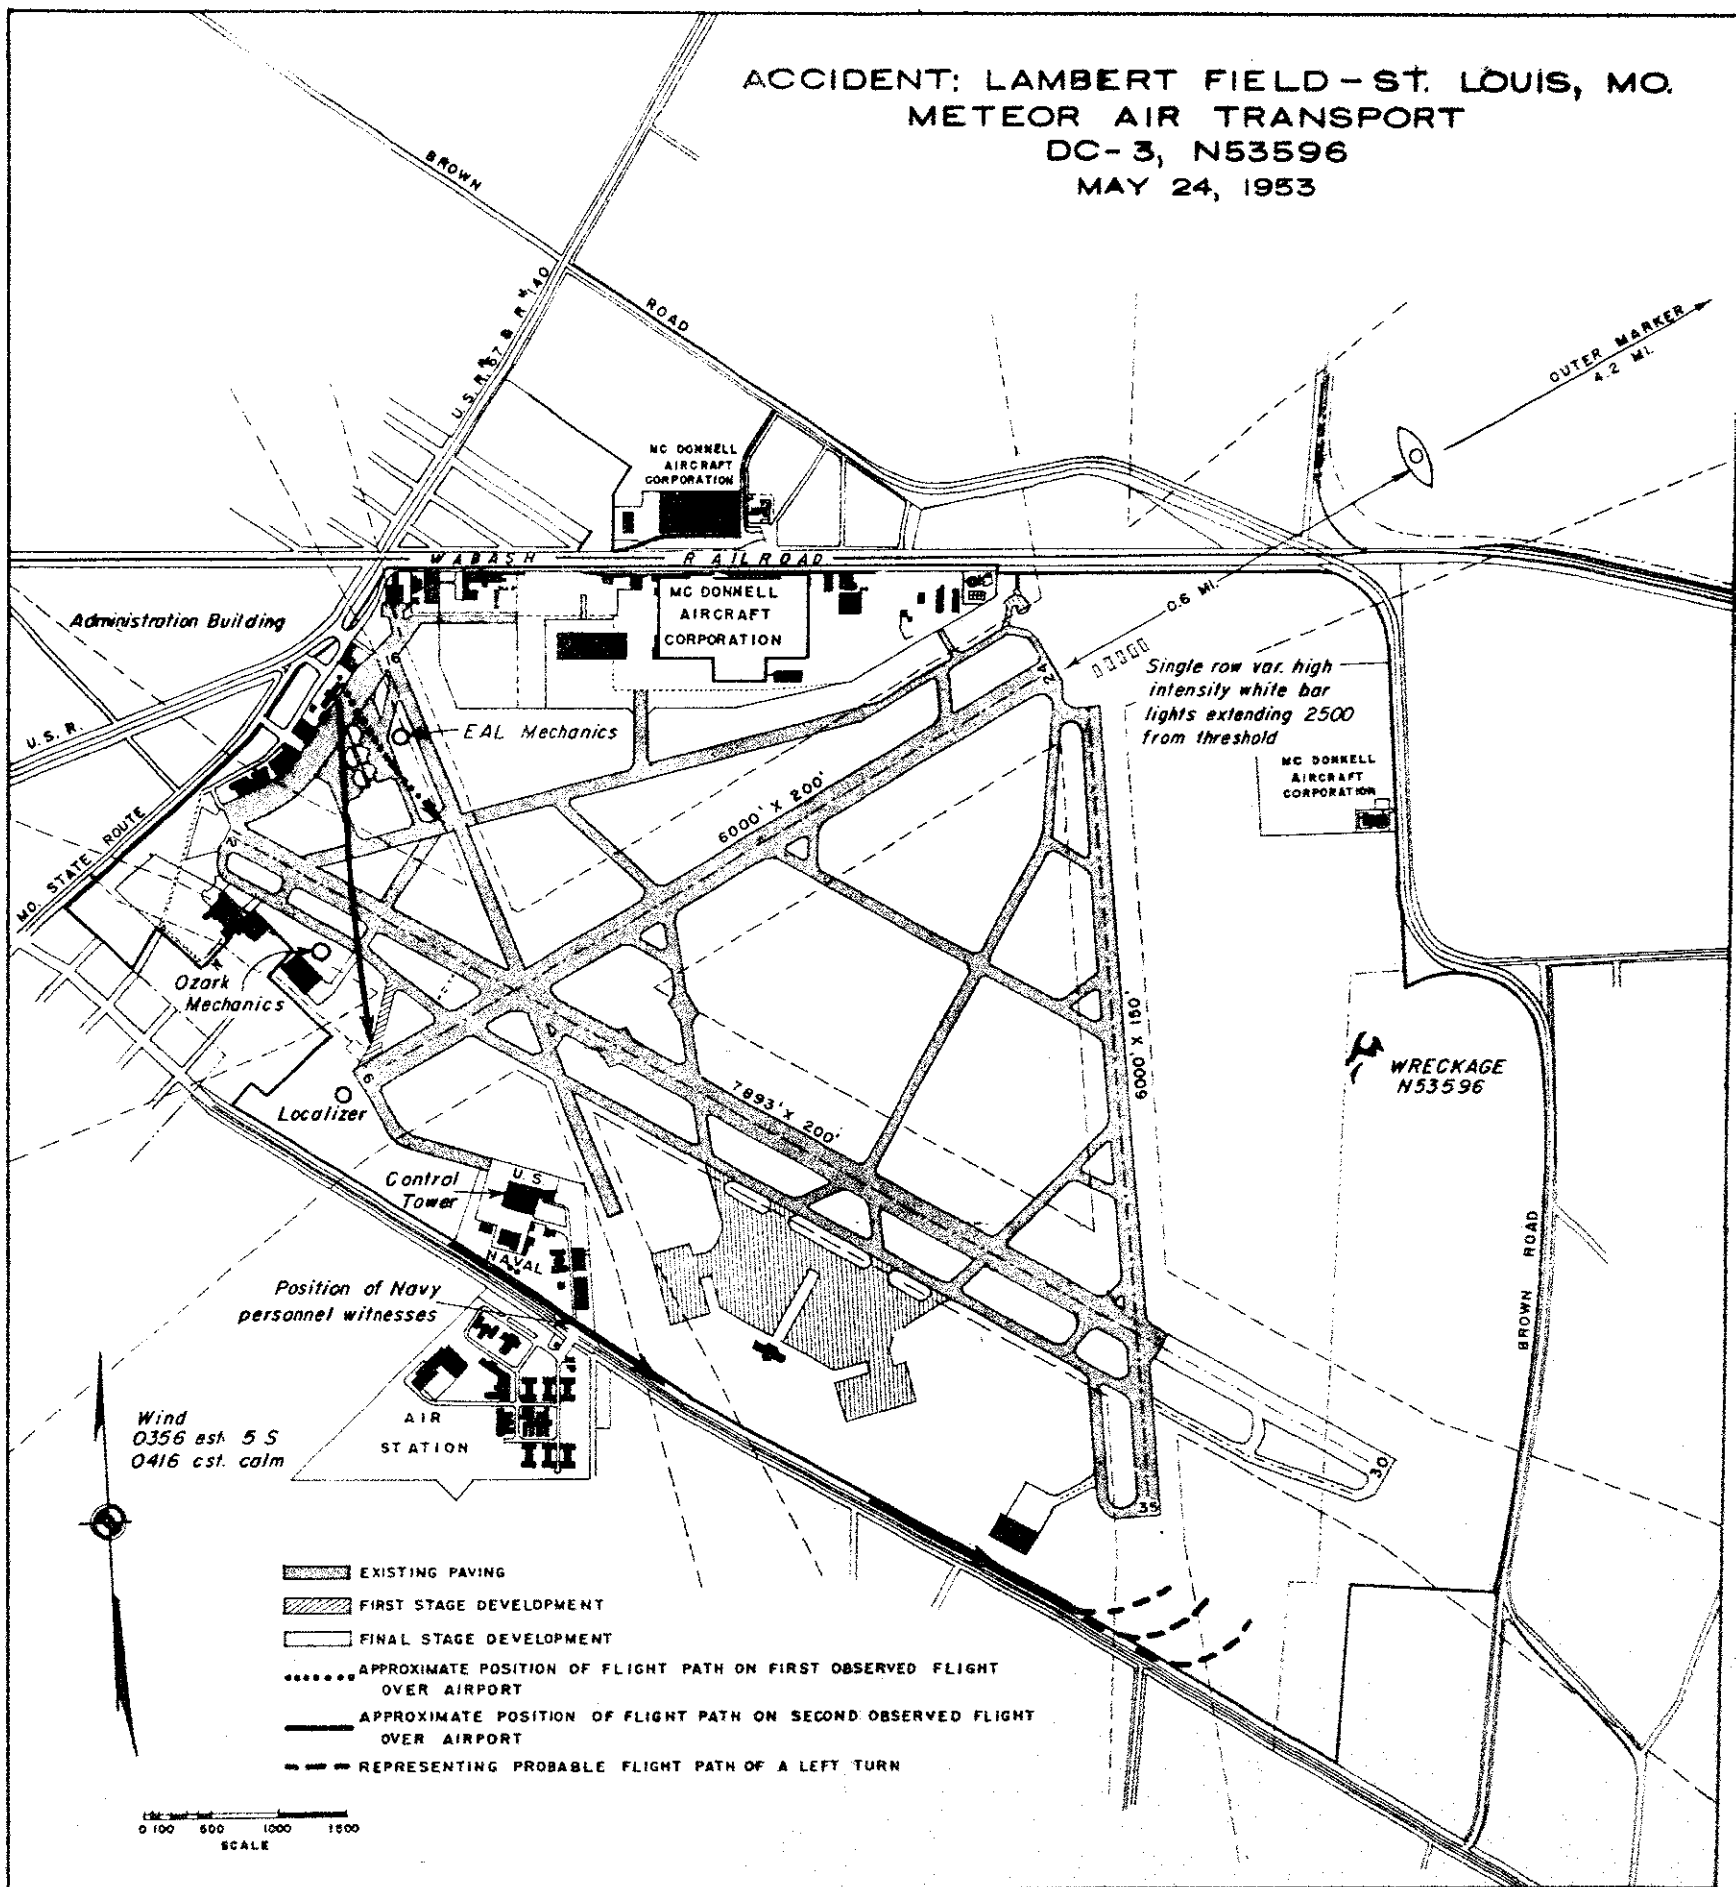 ACCIDENT: LAMBERT FIELD – ST. LOUIS, MO.
METEOR AIR TRANSPORT
DC-3, N53596
MAY 24, 1953
BROWN
ROAD
OUTER MARKER
4.2 MI.
MC DONNELL
AIRCRAFT
CORPORATION
WABASH RAILROAD
0.6 MI.
Administration Building
MC DONNELL
AIRCRAFT
CORPORATION
Single row var. high
intensity white bar
lights extending 2500
from threshold
24
EAL Mechanics
U.S.R.
MC DONNELL
AIRCRAFT
CORPORATION
6000' X 200'
MO. STATE ROUTE
Ozark
Mechanics
6000' X 150'
WRECKAGE
N53596
Localizer
7893' X 200'
Control
Tower
U.S
NAVAL
Position of Navy
personnel witnesses
BROWN ROAD
AIR
STATION
Wind
0356 est. 5 S
0416 cst. calm
30
35
EXISTING PAVING
FIRST STAGE DEVELOPMENT
FINAL STAGE DEVELOPMENT
APPROXIMATE POSITION OF FLIGHT PATH ON FIRST OBSERVED FLIGHT
OVER AIRPORT
APPROXIMATE POSITION OF FLIGHT PATH ON SECOND OBSERVED FLIGHT
OVER AIRPORT
REPRESENTING PROBABLE FLIGHT PATH OF A LEFT TURN
0 100 500 1000 1500
SCALE